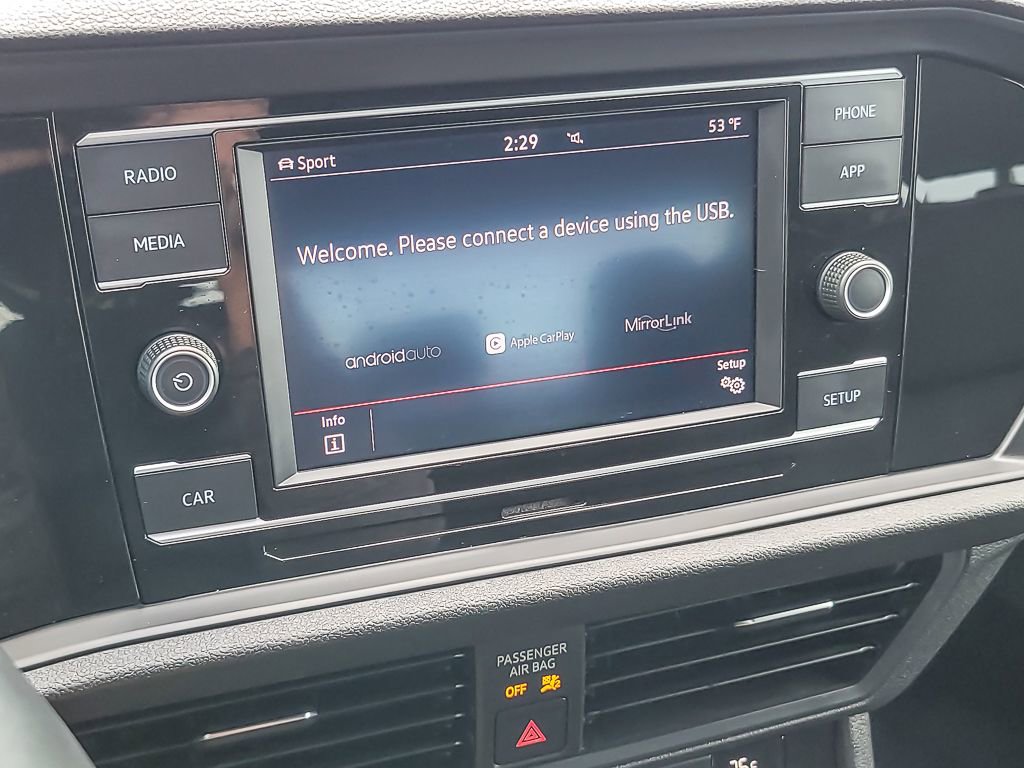 RADIO
MEDIA
CAR
Sport
2:29
53 °F
Welcome. Please connect a device using the USB.
androidauto
Apple CarPlay
MirrorLink
Setup
Info
i
PHONE
APP
SETUP
PASSENGER
AIR BAG
OFF